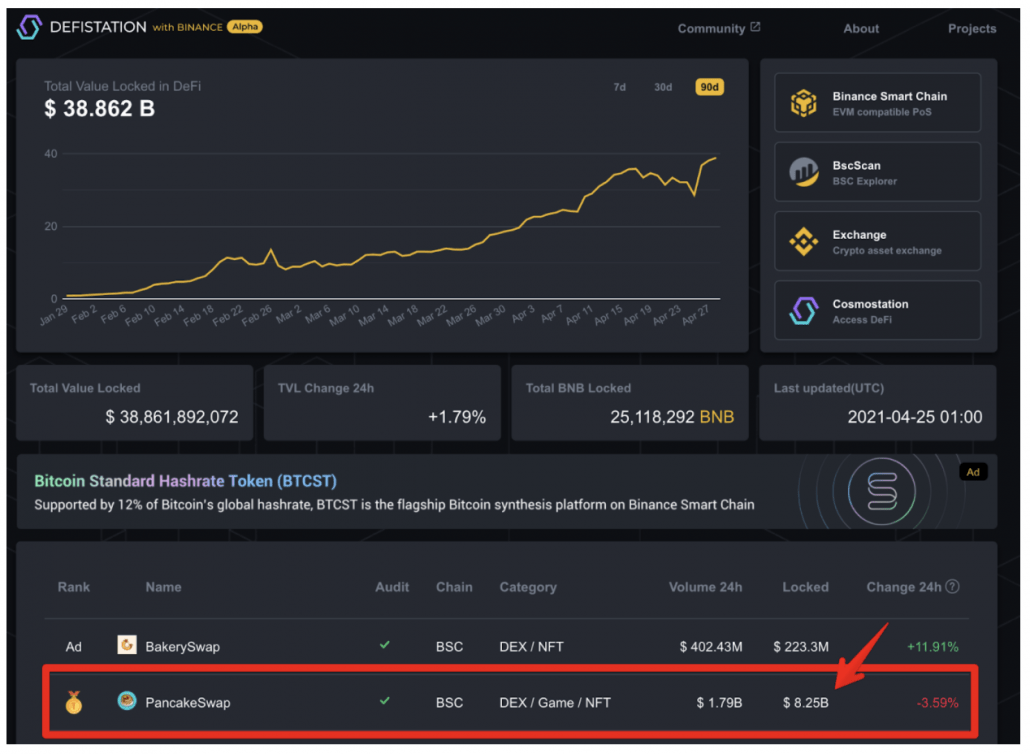 DEFISTATION with BINANCE Alpha
Community About Projects
Total Value Locked in DeFi
$ 38.862 B
7d 30d 90d
40
20
0
Jan 29 Feb 2 Feb 6 Feb 10 Feb 14 Feb 18 Feb 22 Feb 26 Mar 2 Mar 6 Mar 10 Mar 14 Mar 18 Mar 22 Mar 26 Mar 30 Apr 3 Apr 7 Apr 11 Apr 15 Apr 19 Apr 23 Apr 27
Binance Smart Chain
EVM compatible PoS
BscScan
BSC Explorer
Exchange
Crypto asset exchange
Cosmostation
Access DeFi
Total Value Locked
$ 38,861,892,072
TVL Change 24h
+1.79%
Total BNB Locked
25,118,292 BNB
Last updated(UTC)
2021-04-25 01:00
Bitcoin Standard Hashrate Token (BTCST)
Supported by 12% of Bitcoin's global hashrate, BTCST is the flagship Bitcoin synthesis platform on Binance Smart Chain
Ad
Rank Name Audit Chain Category Volume 24h Locked Change 24h ?
Ad BakerySwap BSC DEX / NFT $ 402.43M $ 223.3M +11.91%
1 PancakeSwap BSC DEX / Game / NFT $ 1.79B $ 8.25B -3.59%